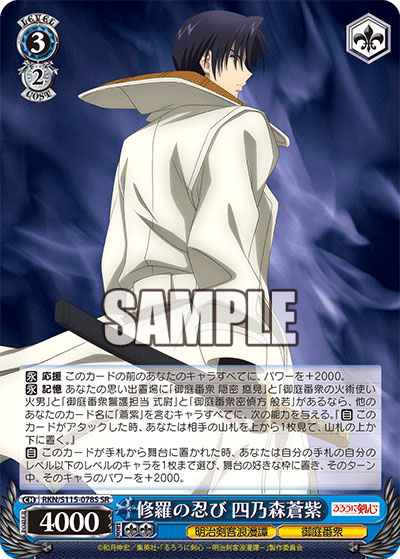 LEVEL
3
2
COST
SAMPLE
永 応援 このカードの前のあなたのキャラすべてに、パワーを+2000。
永 記憶 あなたの思い出置場に「御庭番衆 隠密 癋見」と「御庭番衆の火術使い
火男」と「御庭番衆警護担当 式尉」と「御庭番衆密偵方 般若」があるなら、他の
あなたのカード名に「蒼紫」を含むキャラすべてに、次の能力を与える。『自 こ
のカードがアタックした時、あなたは相手の山札を上から1枚見て、山札の上か
下に置く。』
自 このカードが手札から舞台に置かれた時、あなたは自分の手札の自分の
レベル以下のレベルのキャラを1枚まで選び、舞台の好きな枠に置き、そのターン
中、そのキャラのパワーを+2000。
CH
RKN/S115-078S SR
4000
修羅の忍び 四乃森蒼紫
るろうに剣心
明治剣客浪漫譚
御庭番衆
©和月伸宏/集英社・「るろうに剣心 -明治剣客浪漫譚-」製作委員会